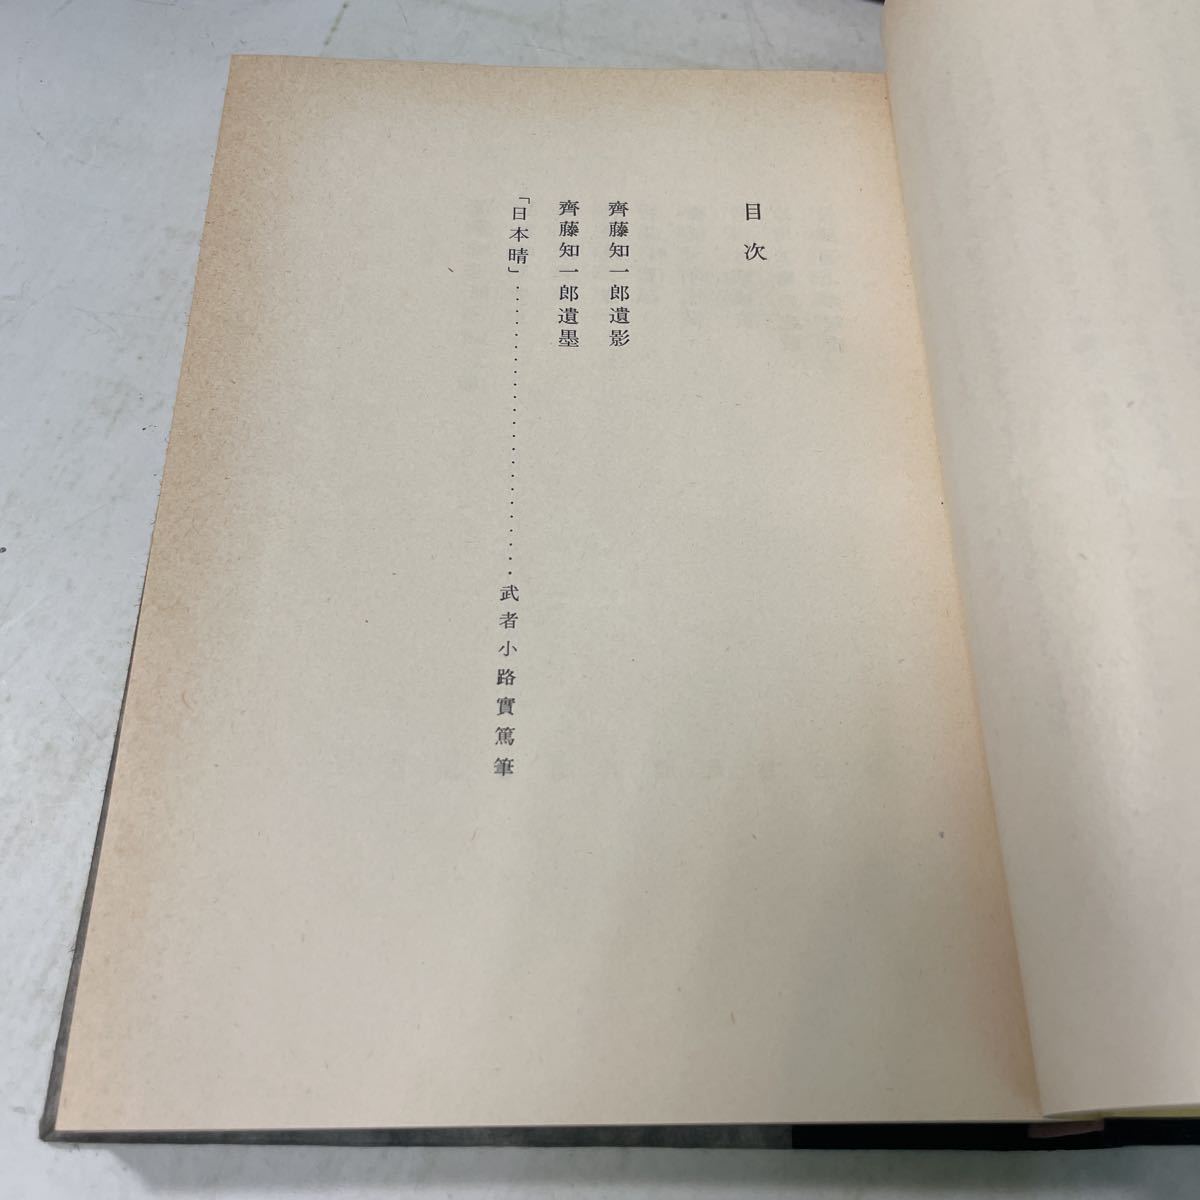 目次
齊藤知一郎遺影
齊藤知一郎遺墨
「日本晴」……………………武者小路實篤筆